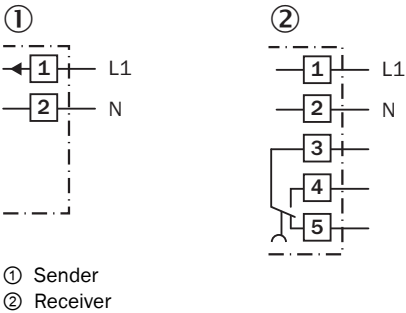 ① ②
1 L1 1 L1
2 N 2 N
3
4
5
① Sender
② Receiver